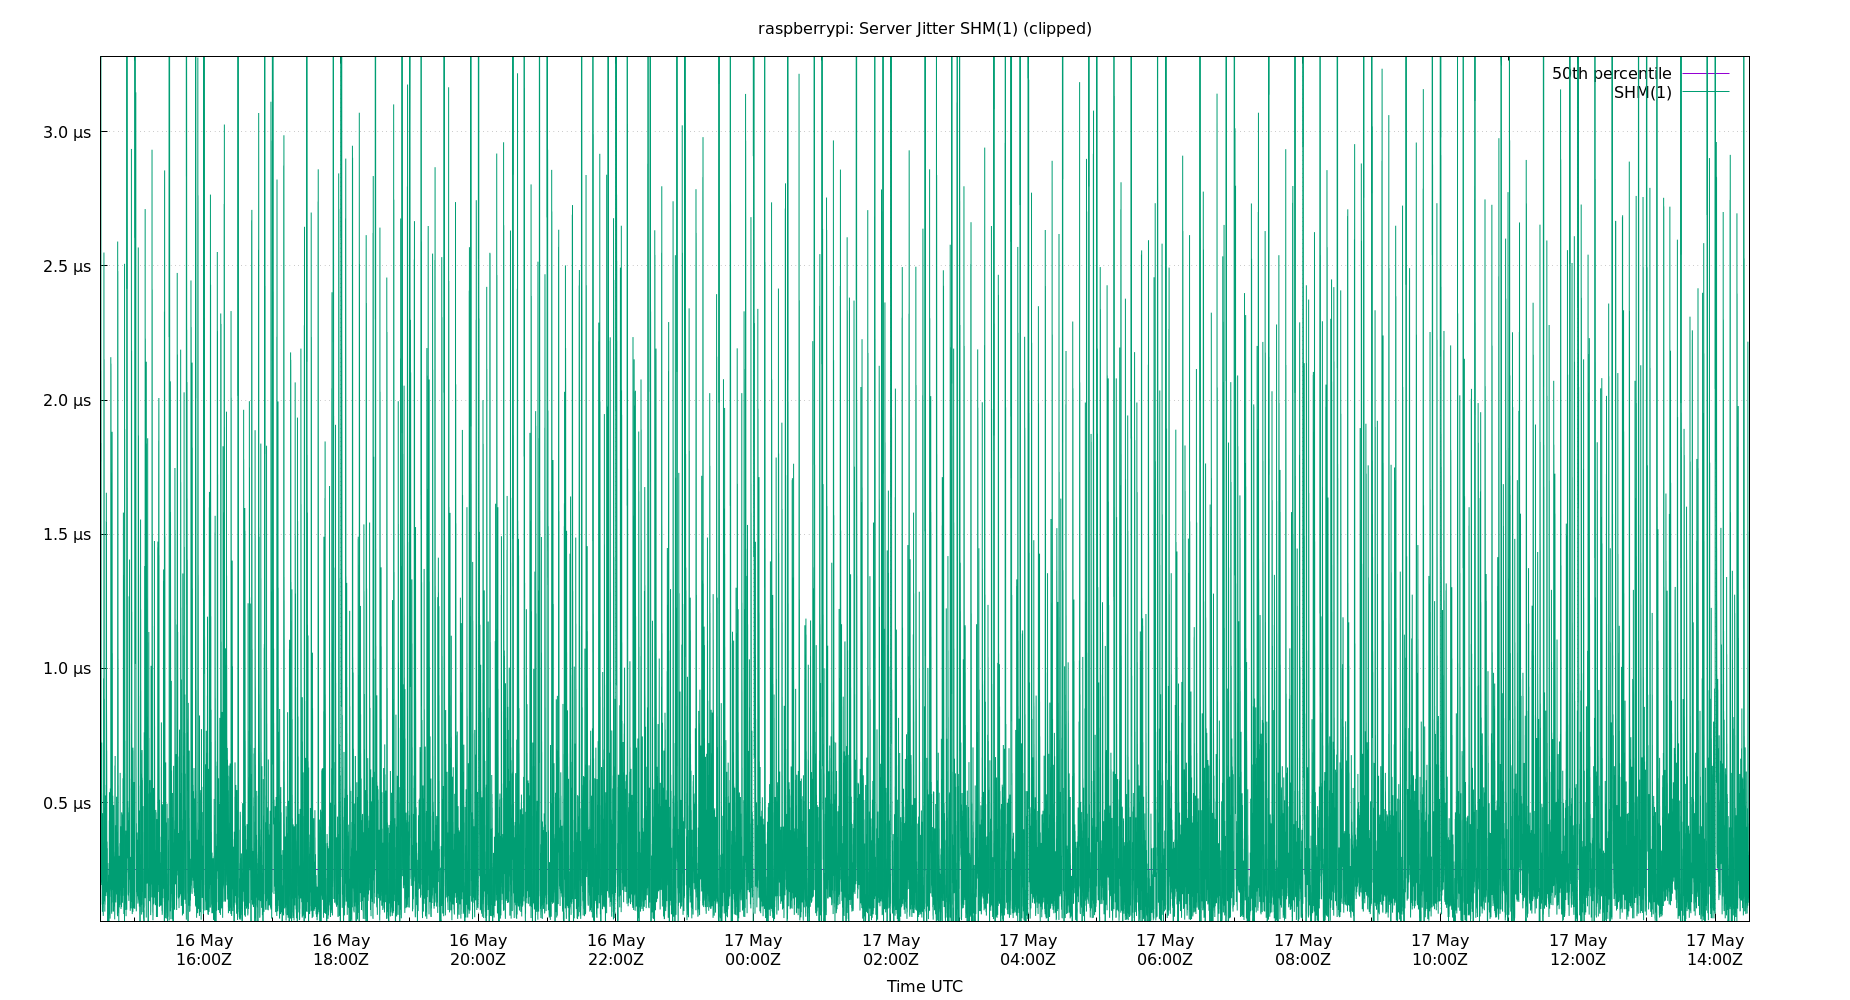 raspberrypi: Server Jitter SHM(1) (clipped)
50th percentile
SHM(1)
3.0 µs
2.5 µs
2.0 µs
1.5 µs
1.0 µs
0.5 µs
16 May 16 May 16 May 16 May 17 May 17 May 17 May 17 May 17 May 17 May 17 May 17 May
16:00Z 18:00Z 20:00Z 22:00Z 00:00Z 02:00Z 04:00Z 06:00Z 08:00Z 10:00Z 12:00Z 14:00Z
Time UTC